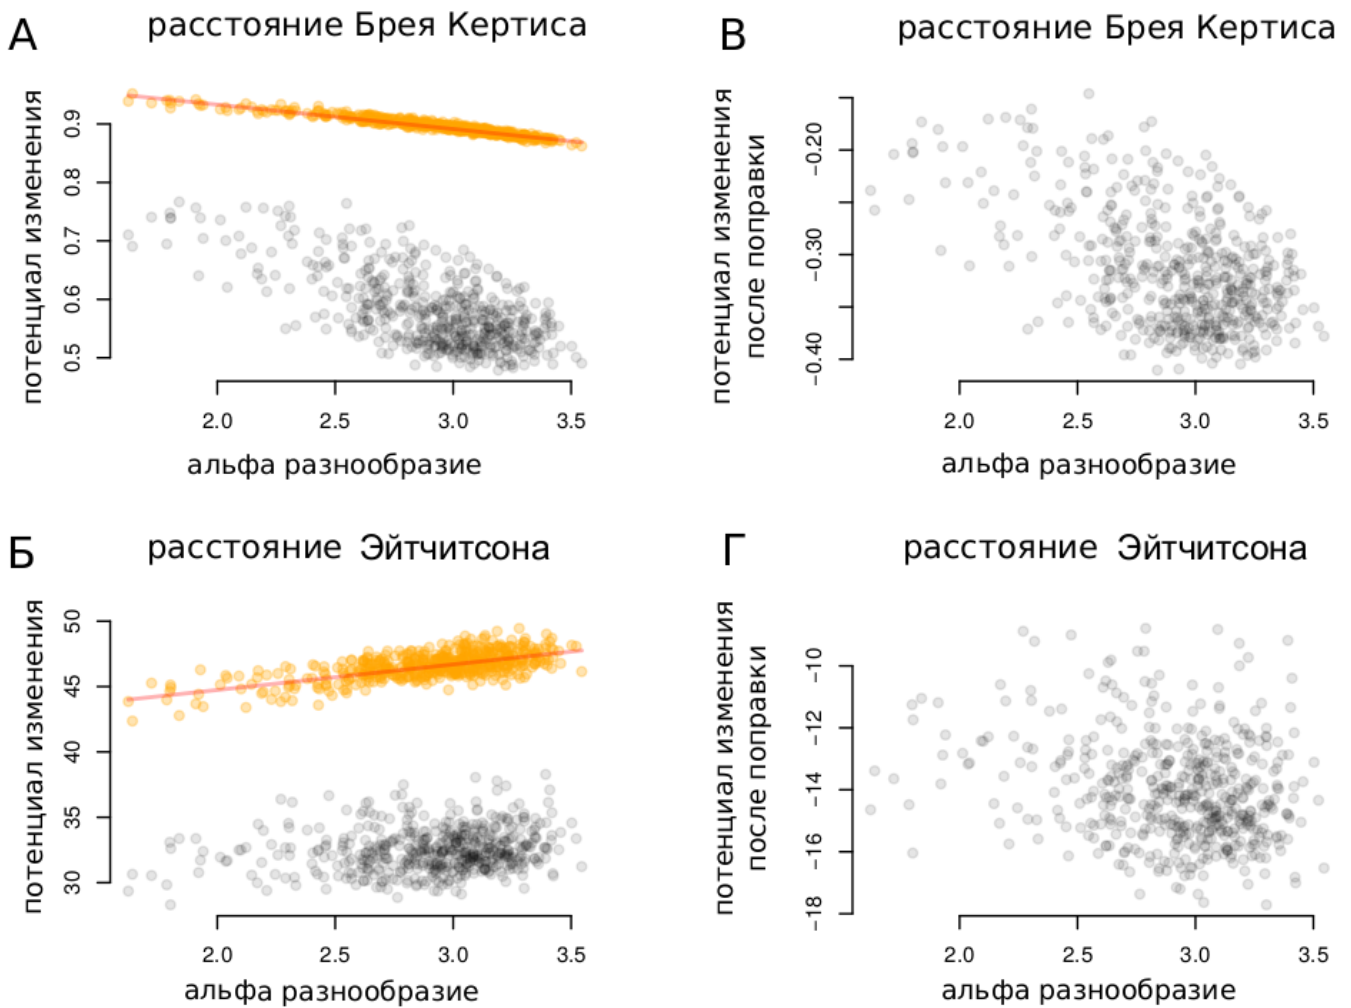 А
расстояние Брея Кертиса
потенциал изменения
0.9
0.8
0.7
0.6
0.5
2.0 2.5 3.0 3.5
альфа разнообразие
В
расстояние Брея Кертиса
потенциал изменения
после поправки
−0.20
−0.30
−0.40
2.0 2.5 3.0 3.5
альфа разнообразие
Б
расстояние Эйтчитсона
потенциал изменения
50
45
40
35
30
2.0 2.5 3.0 3.5
альфа разнообразие
Г
расстояние Эйтчитсона
потенциал изменения
после поправки
−10
−12
−14
−16
−18
2.0 2.5 3.0 3.5
альфа разнообразие